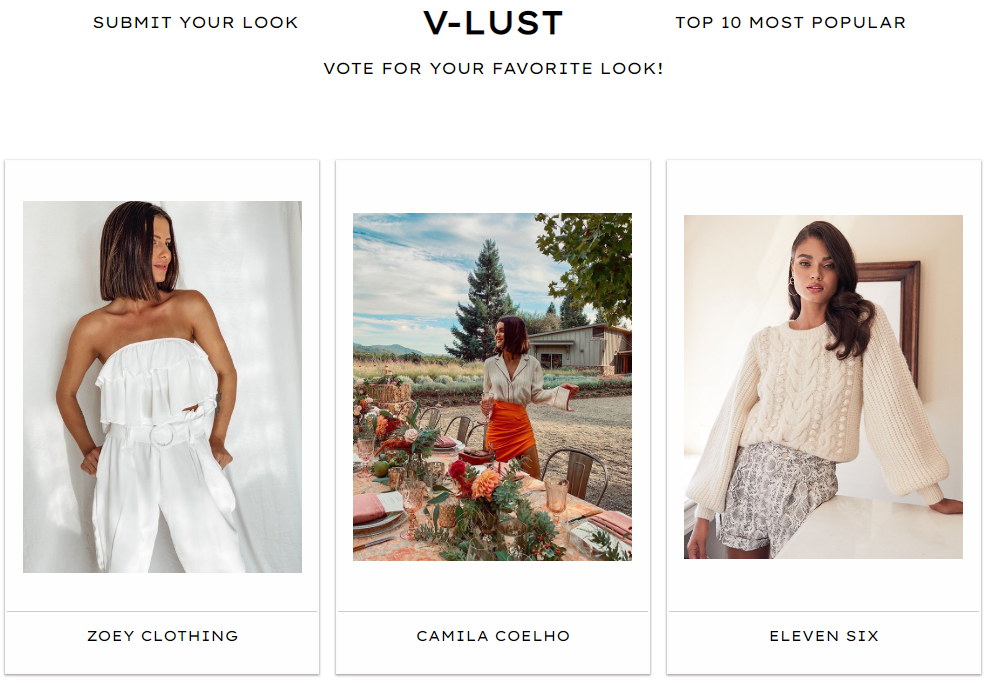 SUBMIT YOUR LOOK
V-LUST
TOP 10 MOST POPULAR
VOTE FOR YOUR FAVORITE LOOK!
ZOEY CLOTHING
CAMILA COELHO
ELEVEN SIX